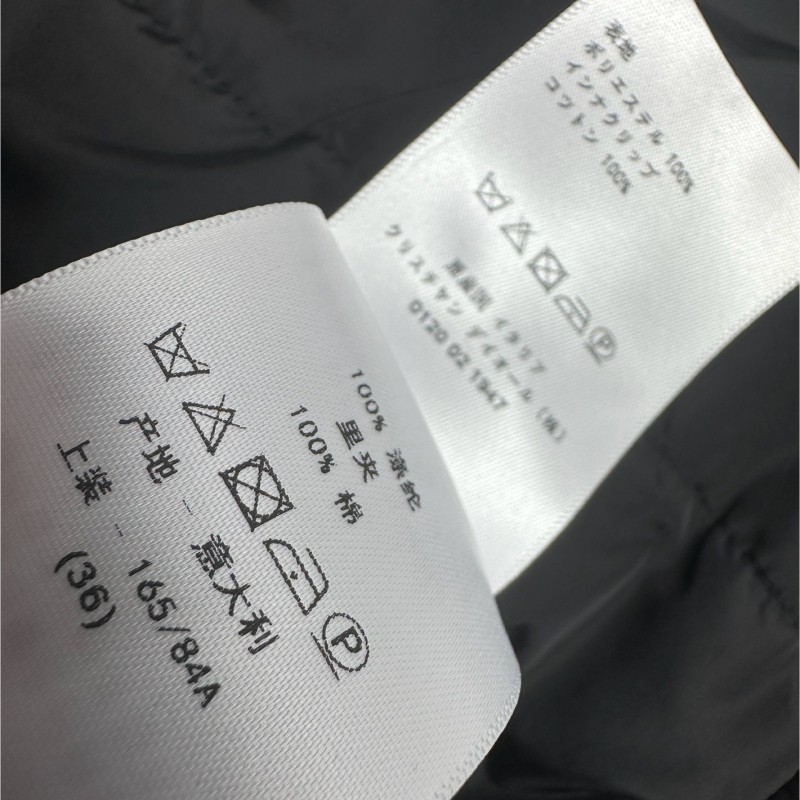 100% 涤纶
里夹
100% 棉
P
产地 - 意大利
上装 - 165/84A
(36)
表地
ポリエステル 100%
インナクリップ
コットン 100%
P
原産国 イタリア
クリスチャン ディオール (株)
0120 02 1947